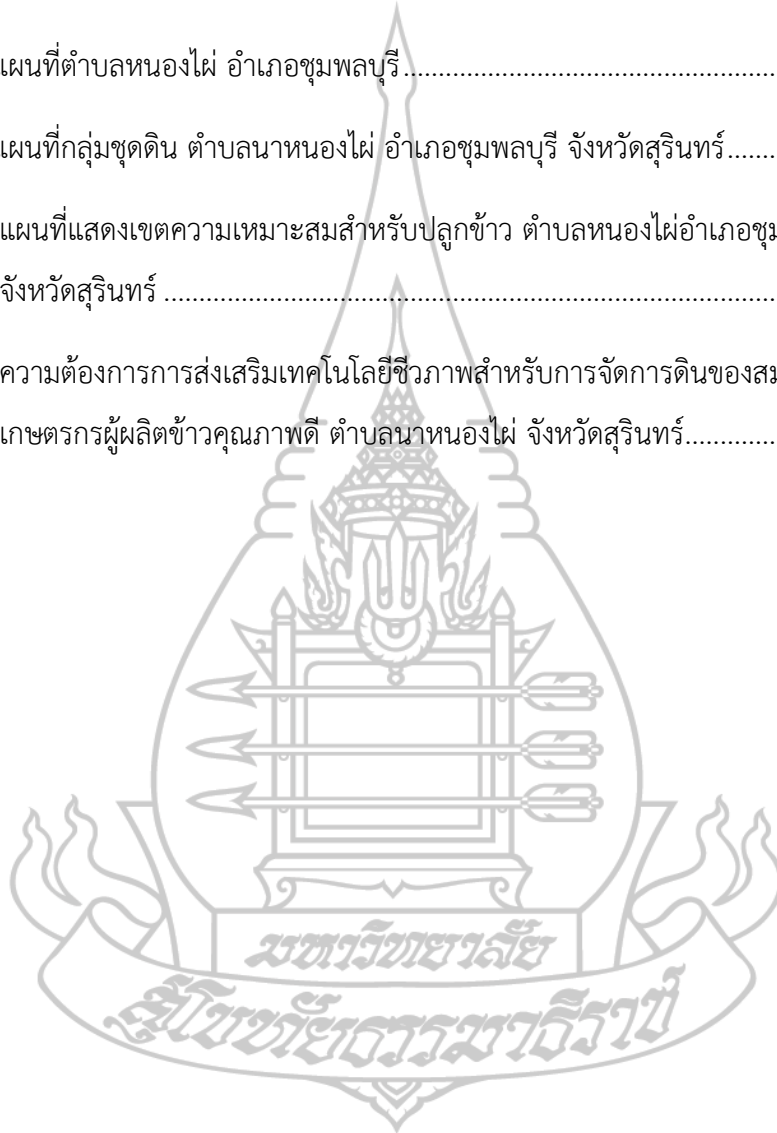 แผนที่ตำบลหนองไผ่ อำเภอชุมพลบุรี..............................................................
แผนที่กลุ่มชุดดิน ตำบลนาหนองไผ่ อำเภอชุมพลบุรี จังหวัดสุรินทร์.......
แผนที่แสดงเขตความเหมาะสมสำหรับปลูกข้าว ตำบลหนองไผ่อำเภอชุม
จังหวัดสุรินทร์ .......................................................................................
ความต้องการการส่งเสริมเทคโนโลยีชีวภาพสำหรับการจัดการดินของสม
เกษตรกรผู้ผลิตข้าวคุณภาพดี ตำบลนาหนองไผ่ จังหวัดสุรินทร์.............
มหาวิทยาลัย
สุโขทัยธรรมาธิราช